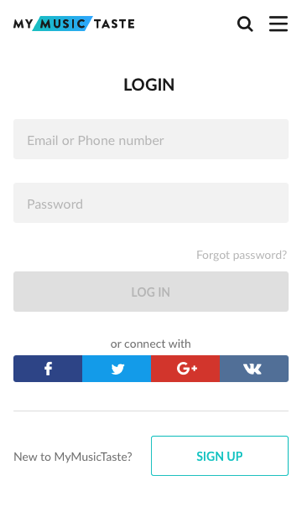 MY MUSIC TASTE
LOGIN
Email or Phone number
Password
Forgot password?
LOG IN
or connect with
f G+
New to MyMusicTaste?
SIGN UP